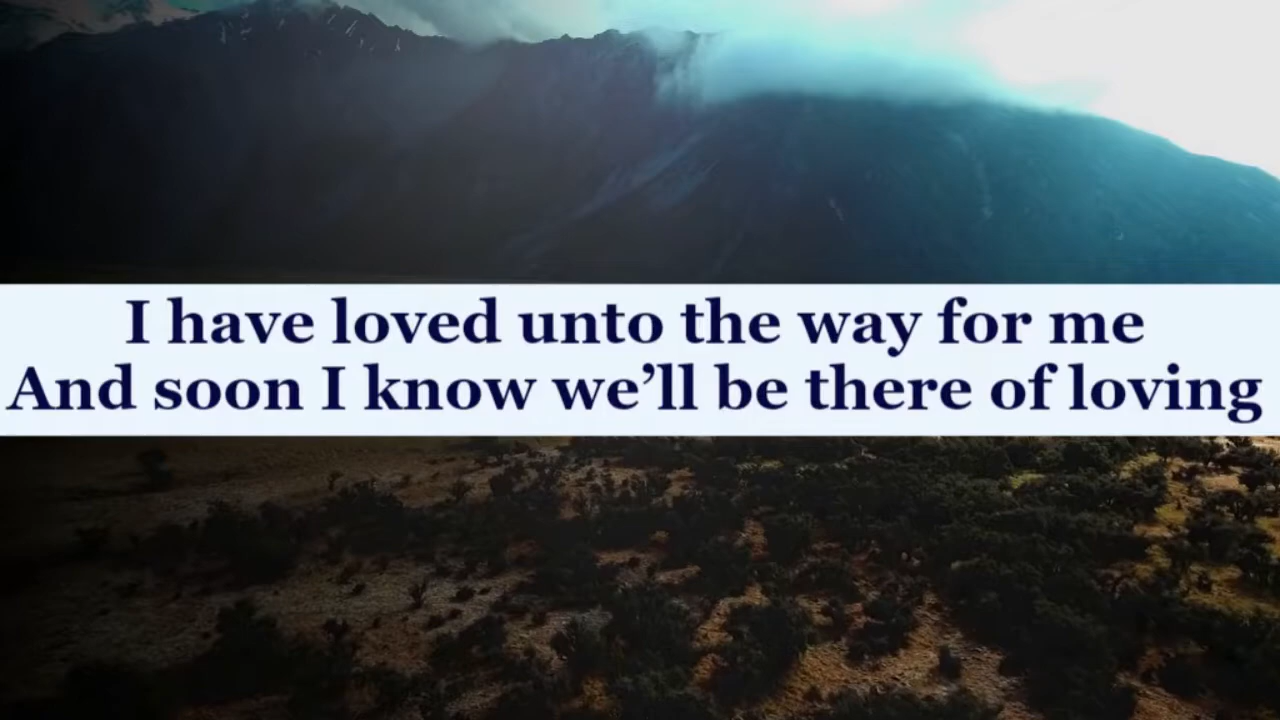 I have loved unto the way for me
And soon I know we’ll be there of loving